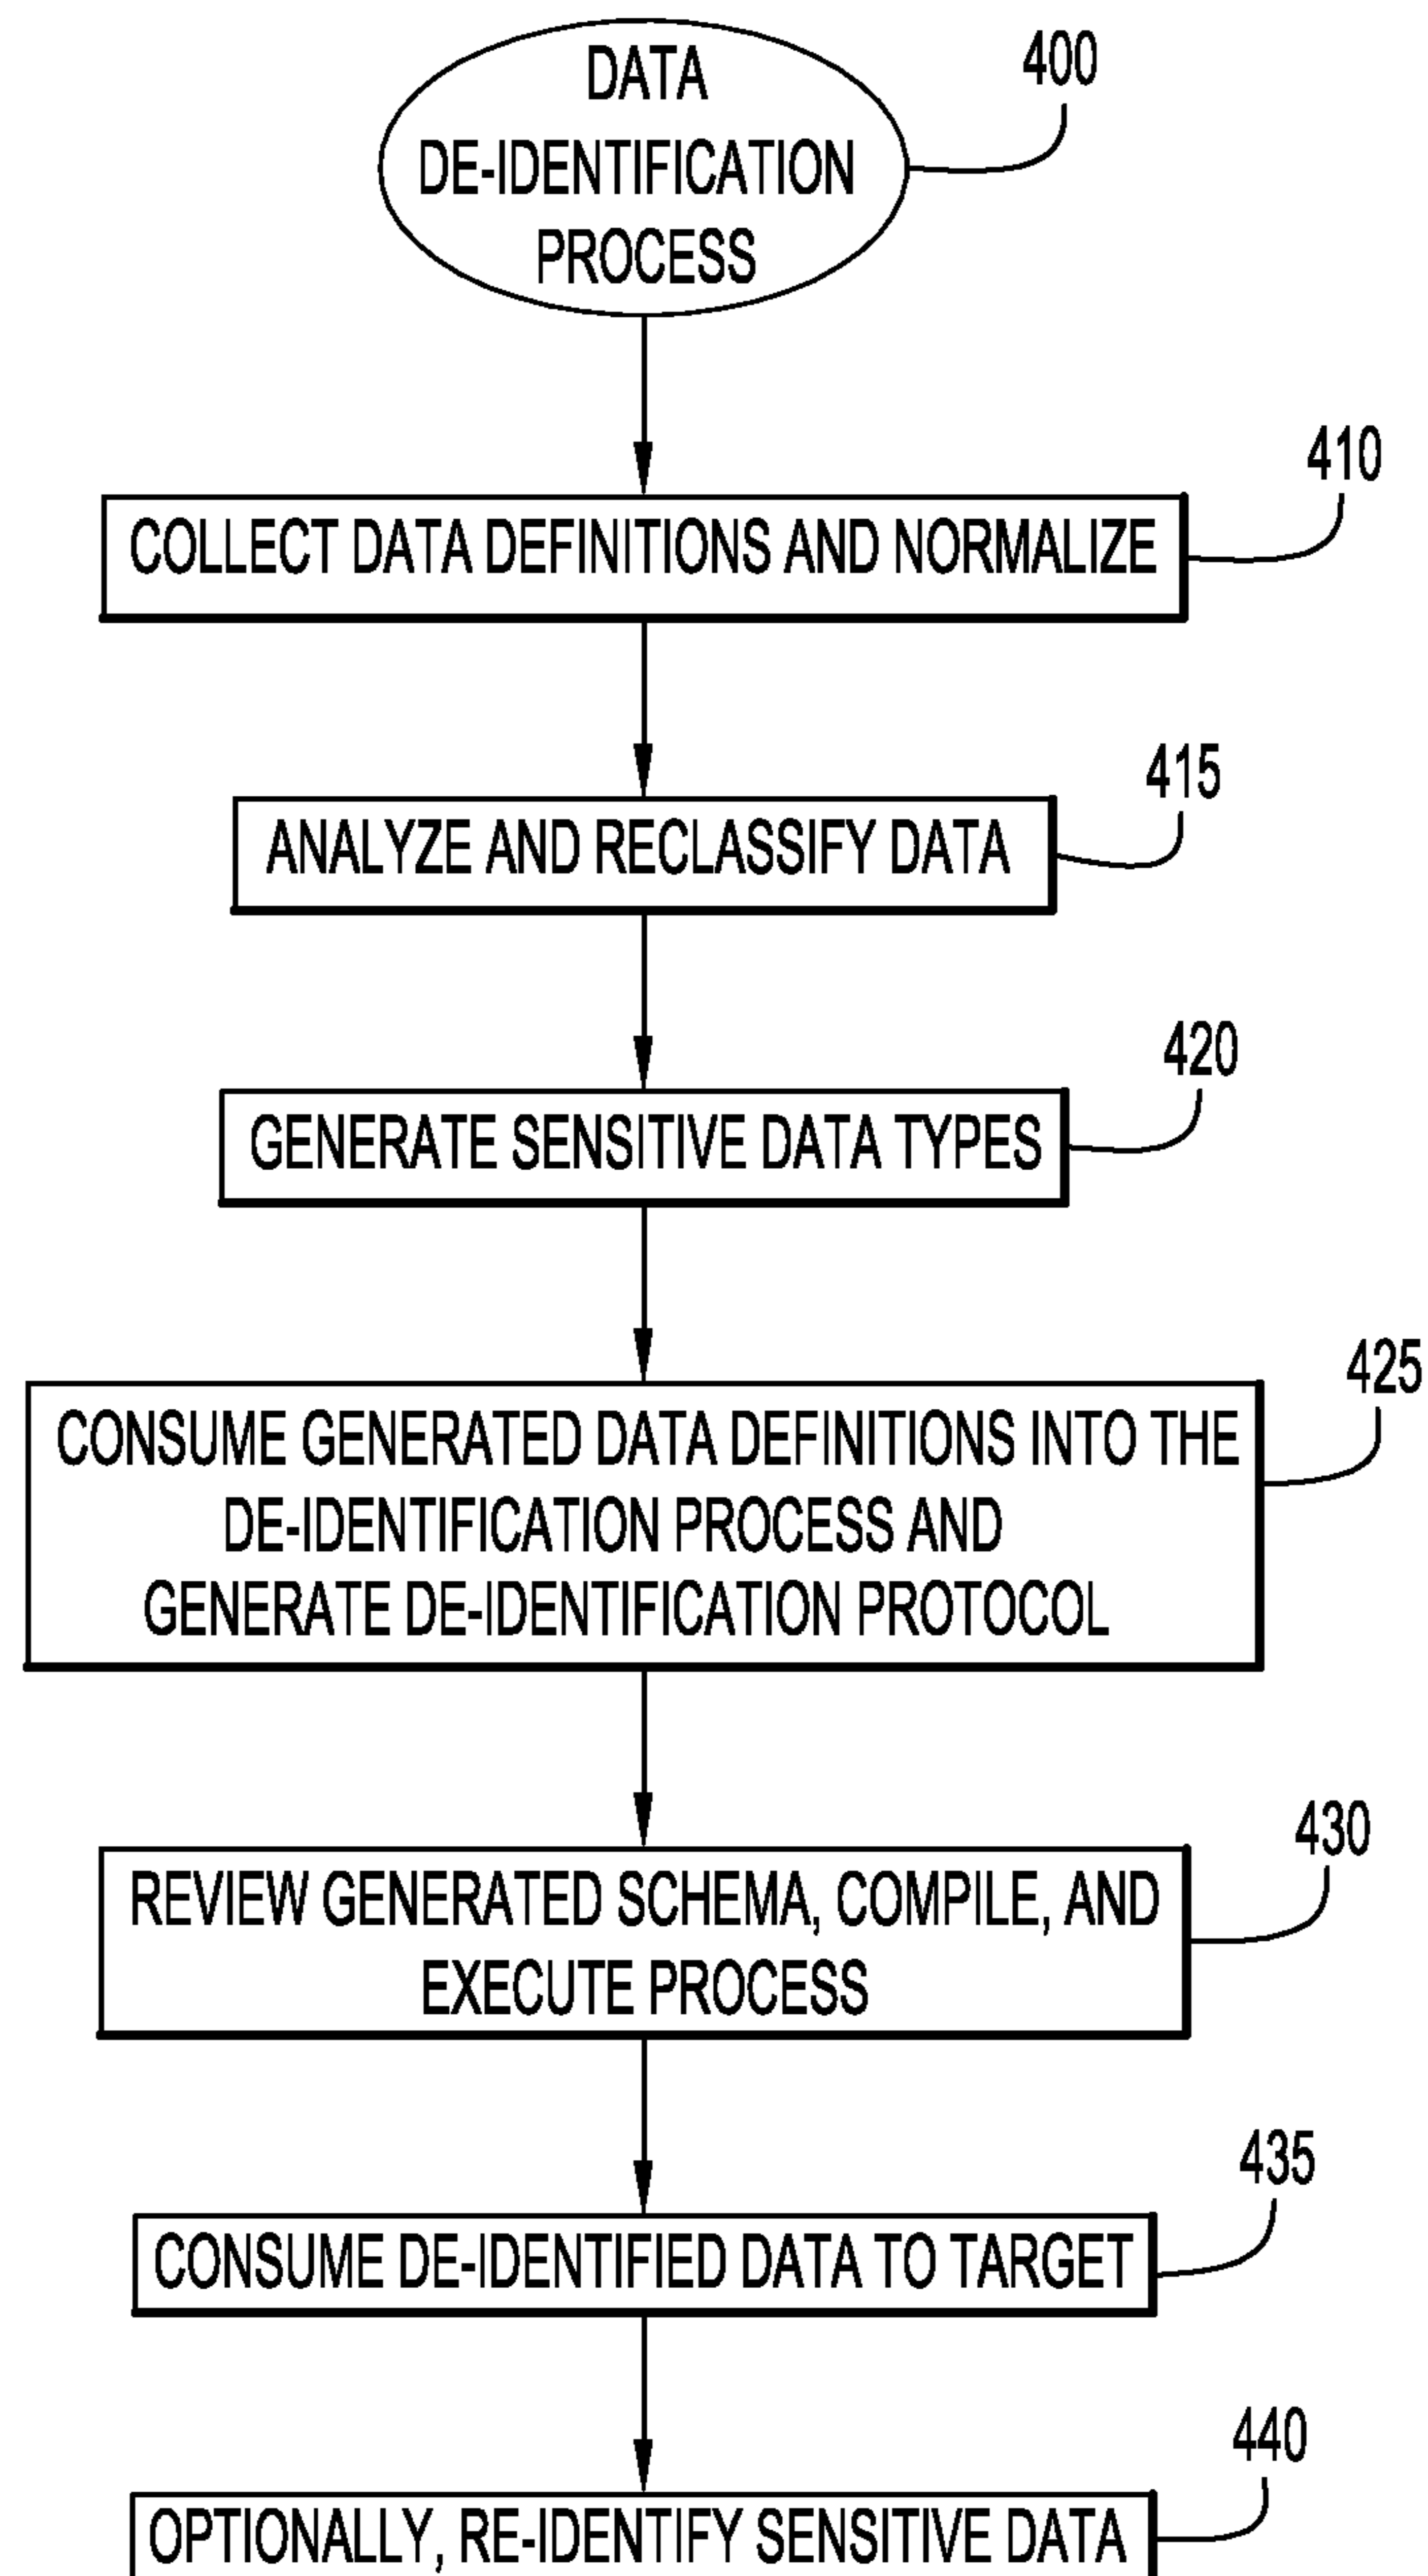 DATA
DE-IDENTIFICATION
PROCESS
400
410
COLLECT DATA DEFINITIONS AND NORMALIZE
415
ANALYZE AND RECLASSIFY DATA
420
GENERATE SENSITIVE DATA TYPES
425
CONSUME GENERATED DATA DEFINITIONS INTO THE
DE-IDENTIFICATION PROCESS AND
GENERATE DE-IDENTIFICATION PROTOCOL
430
REVIEW GENERATED SCHEMA, COMPILE, AND
EXECUTE PROCESS
435
CONSUME DE-IDENTIFIED DATA TO TARGET
440
OPTIONALLY, RE-IDENTIFY SENSITIVE DATA